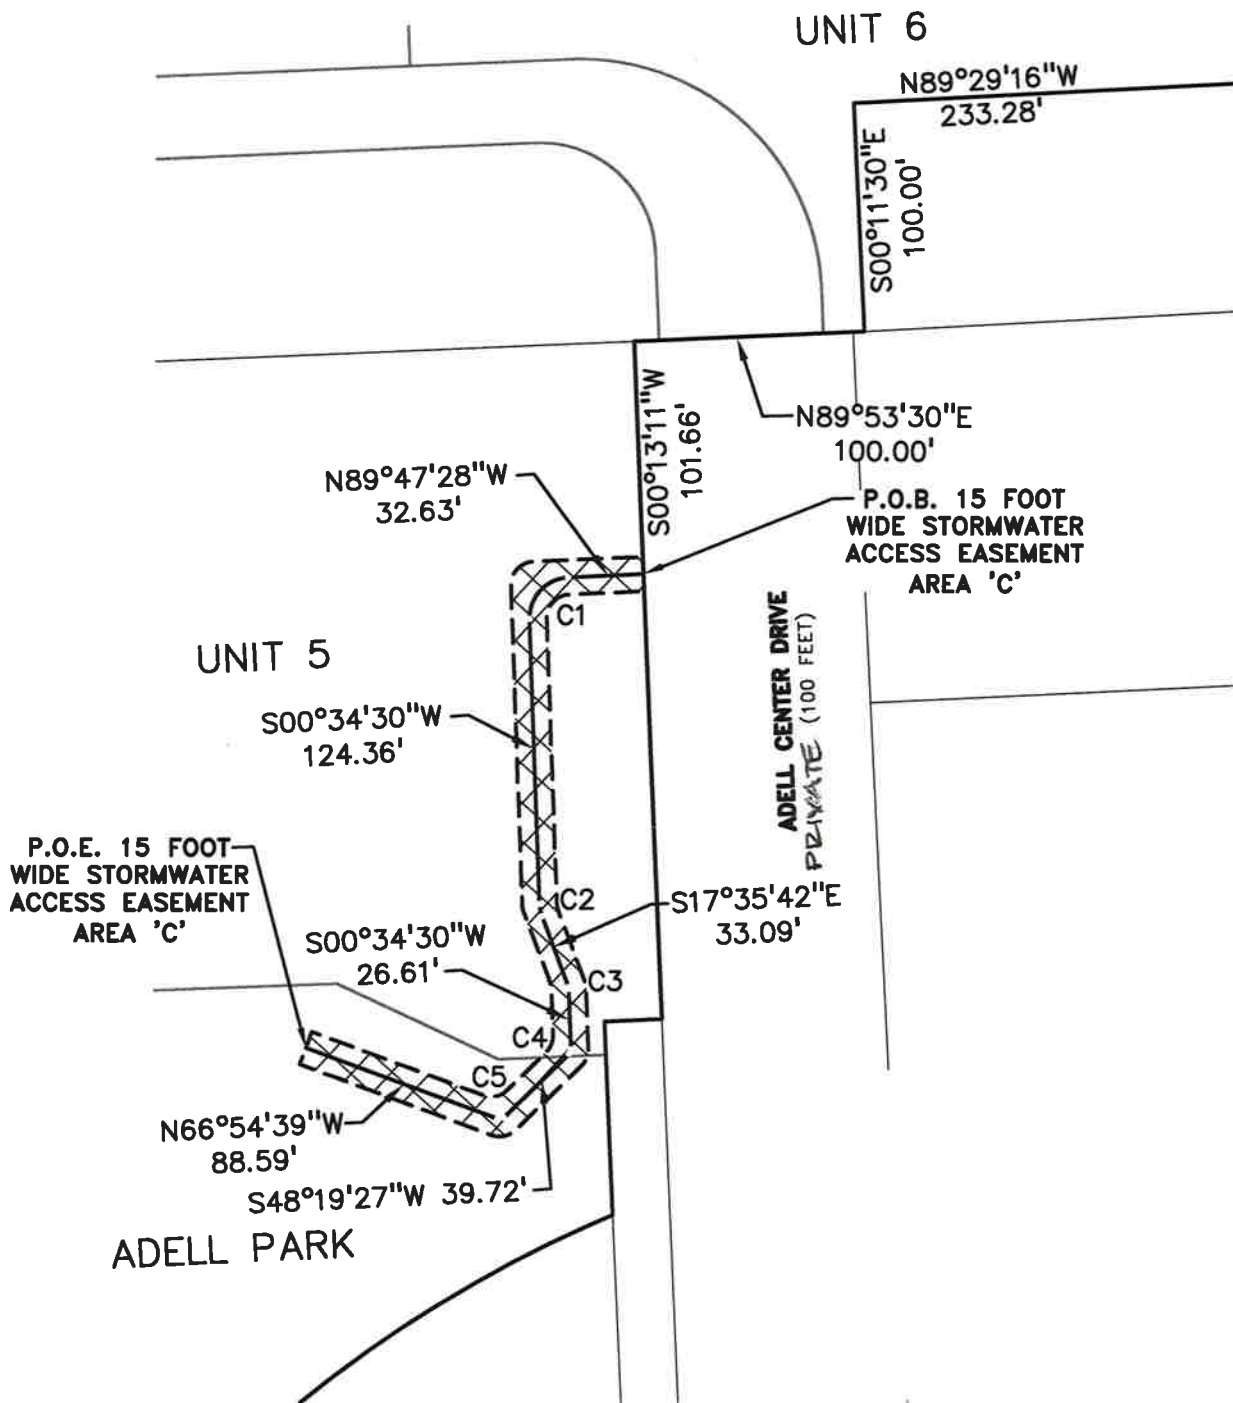 UNIT 6
N89°29'16"W
233.28'
S00°11'30"E
100.00'
S00°13'11"W
101.66'
N89°53'30"E
100.00'
N89°47'28"W
32.63'
P.O.B. 15 FOOT
WIDE STORMWATER
ACCESS EASEMENT
AREA 'C'
C1
UNIT 5
ADELL CENTER DRIVE
PRIVATE (100 FEET)
S00°34'30"W
124.36'
P.O.E. 15 FOOT
WIDE STORMWATER
ACCESS EASEMENT
AREA 'C'
C2
S17°35'42"E
33.09'
S00°34'30"W
26.61'
C3
C4
C5
N66°54'39"W
88.59'
S48°19'27"W 39.72'
ADELL PARK